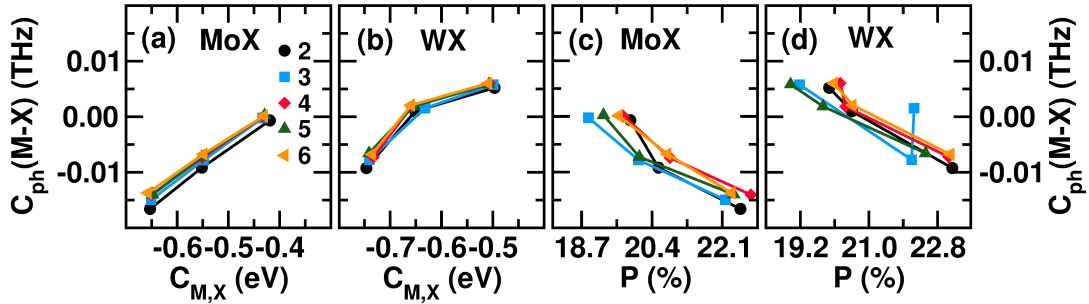 C_ph(M-X) (THz)
0.01
0.00
-0.01
(a) MoX
2
3
4
5
6
-0.6 -0.5 -0.4
C_M,X (eV)
(b) WX
-0.7 -0.6 -0.5
C_M,X (eV)
(c) MoX
18.7 20.4 22.1
P (%)
(d) WX
19.2 21.0 22.8
P (%)
0.01
0.00
-0.01
C_ph(M-X) (THz)